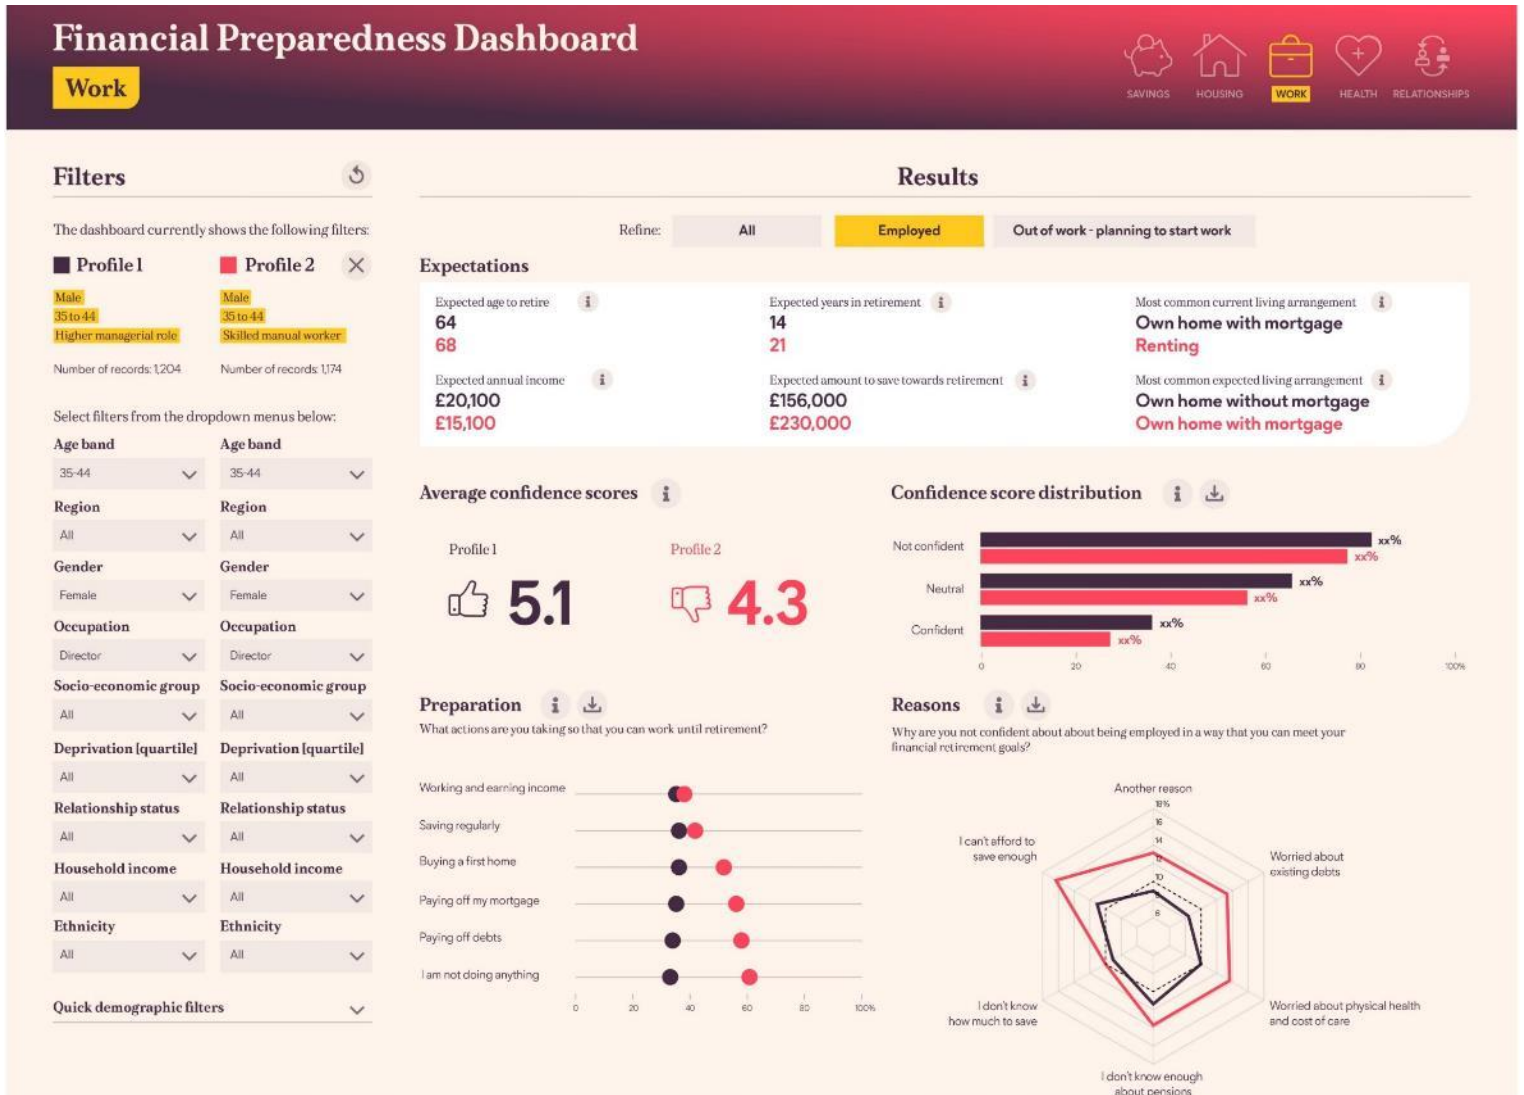 Financial Preparedness Dashboard
Work
SAVINGS HOUSING WORK HEALTH RELATIONSHIPS
Filters
The dashboard currently shows the following filters:
Profile 1 Profile 2
Male Male
35 to 44 35 to 44
Higher managerial role Skilled manual worker
Number of records: 1,204 Number of records: 1,174
Select filters from the dropdown menus below:
Age band Age band
35-44 35-44
Region Region
All All
Gender Gender
Female Female
Occupation Occupation
Director Director
Socio-economic group Socio-economic group
All All
Deprivation [quartile] Deprivation [quartile]
All All
Relationship status Relationship status
All All
Household income Household income
All All
Ethnicity Ethnicity
All All
Quick demographic filters
Results
Refine: All Employed Out of work - planning to start work
Expectations
Expected age to retire i
64
68
Expected years in retirement i
14
21
Most common current living arrangement i
Own home with mortgage
Renting
Expected annual income i
£20,100
£15,100
Expected amount to save towards retirement i
£156,000
£230,000
Most common expected living arrangement i
Own home without mortgage
Own home with mortgage
Average confidence scores i
Profile 1 Profile 2
5.1 4.3
Confidence score distribution i
Not confident xx%
xx%
Neutral xx%
xx%
Confident xx%
xx%
0 20 40 60 80 100%
Preparation i
What actions are you taking so that you can work until retirement?
Working and earning income
Saving regularly
Buying a first home
Paying off my mortgage
Paying off debts
I am not doing anything
0 20 40 60 80 100%
Reasons i
Why are you not confident about about being employed in a way that you can meet your
financial retirement goals?
Another reason
18%
16
14
12
10
8
6
I can't afford to
save enough
Worried about
existing debts
I don't know
how much to save
Worried about physical health
and cost of care
I don't know enough
about pensions